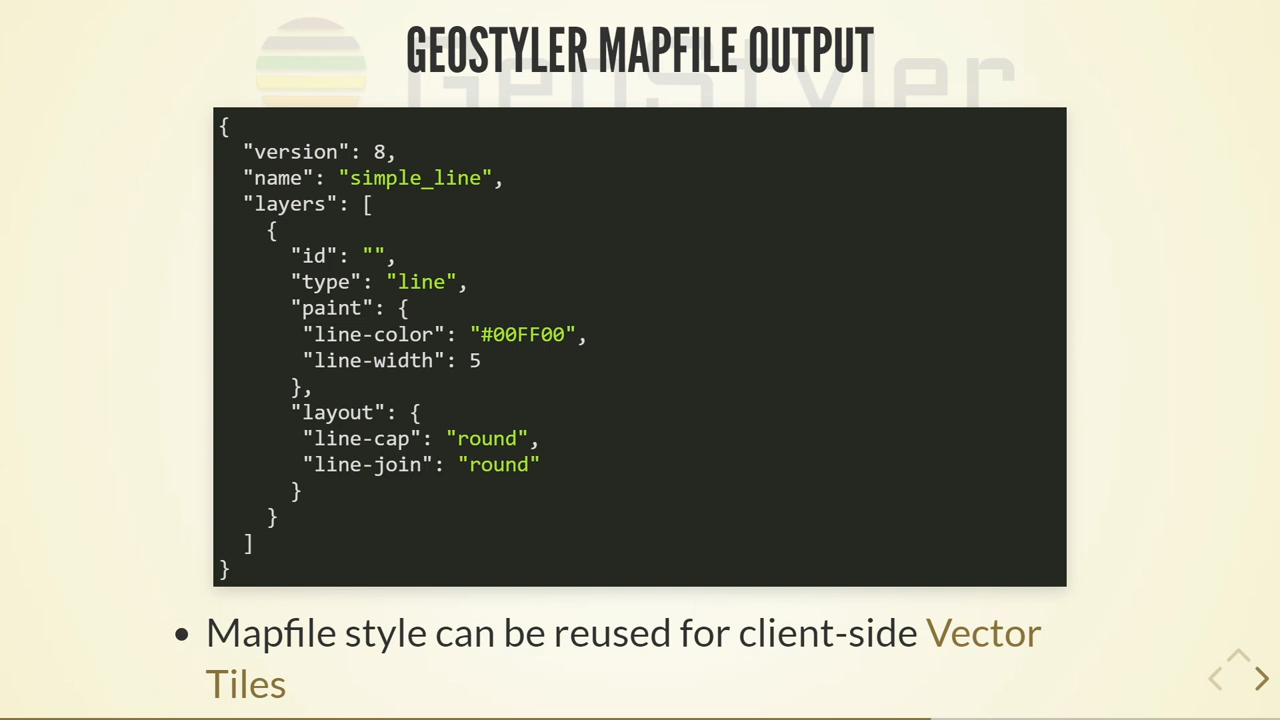 GEOSTYLER MAPFILE OUTPUT
GeoStyler
{
  "version": 8,
  "name": "simple_line",
  "layers": [
    {
      "id": "",
      "type": "line",
      "paint": {
       "line-color": "#00FF00",
       "line-width": 5
      },
      "layout": {
       "line-cap": "round",
       "line-join": "round"
      }
    }
  ]
}
• Mapfile style can be reused for client-side Vector
Tiles